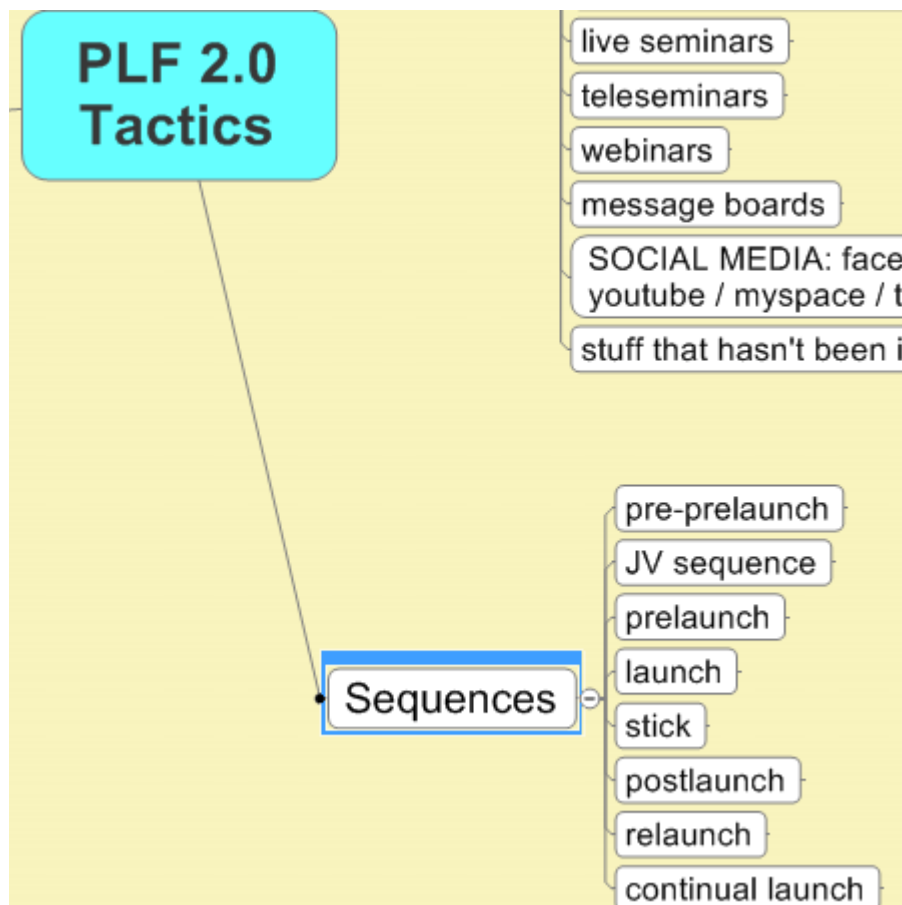 PLF 2.0
Tactics
live seminars
teleseminars
webinars
message boards
SOCIAL MEDIA: face
youtube / myspace / t
stuff that hasn't been i
Sequences
pre-prelaunch
JV sequence
prelaunch
launch
stick
postlaunch
relaunch
continual launch